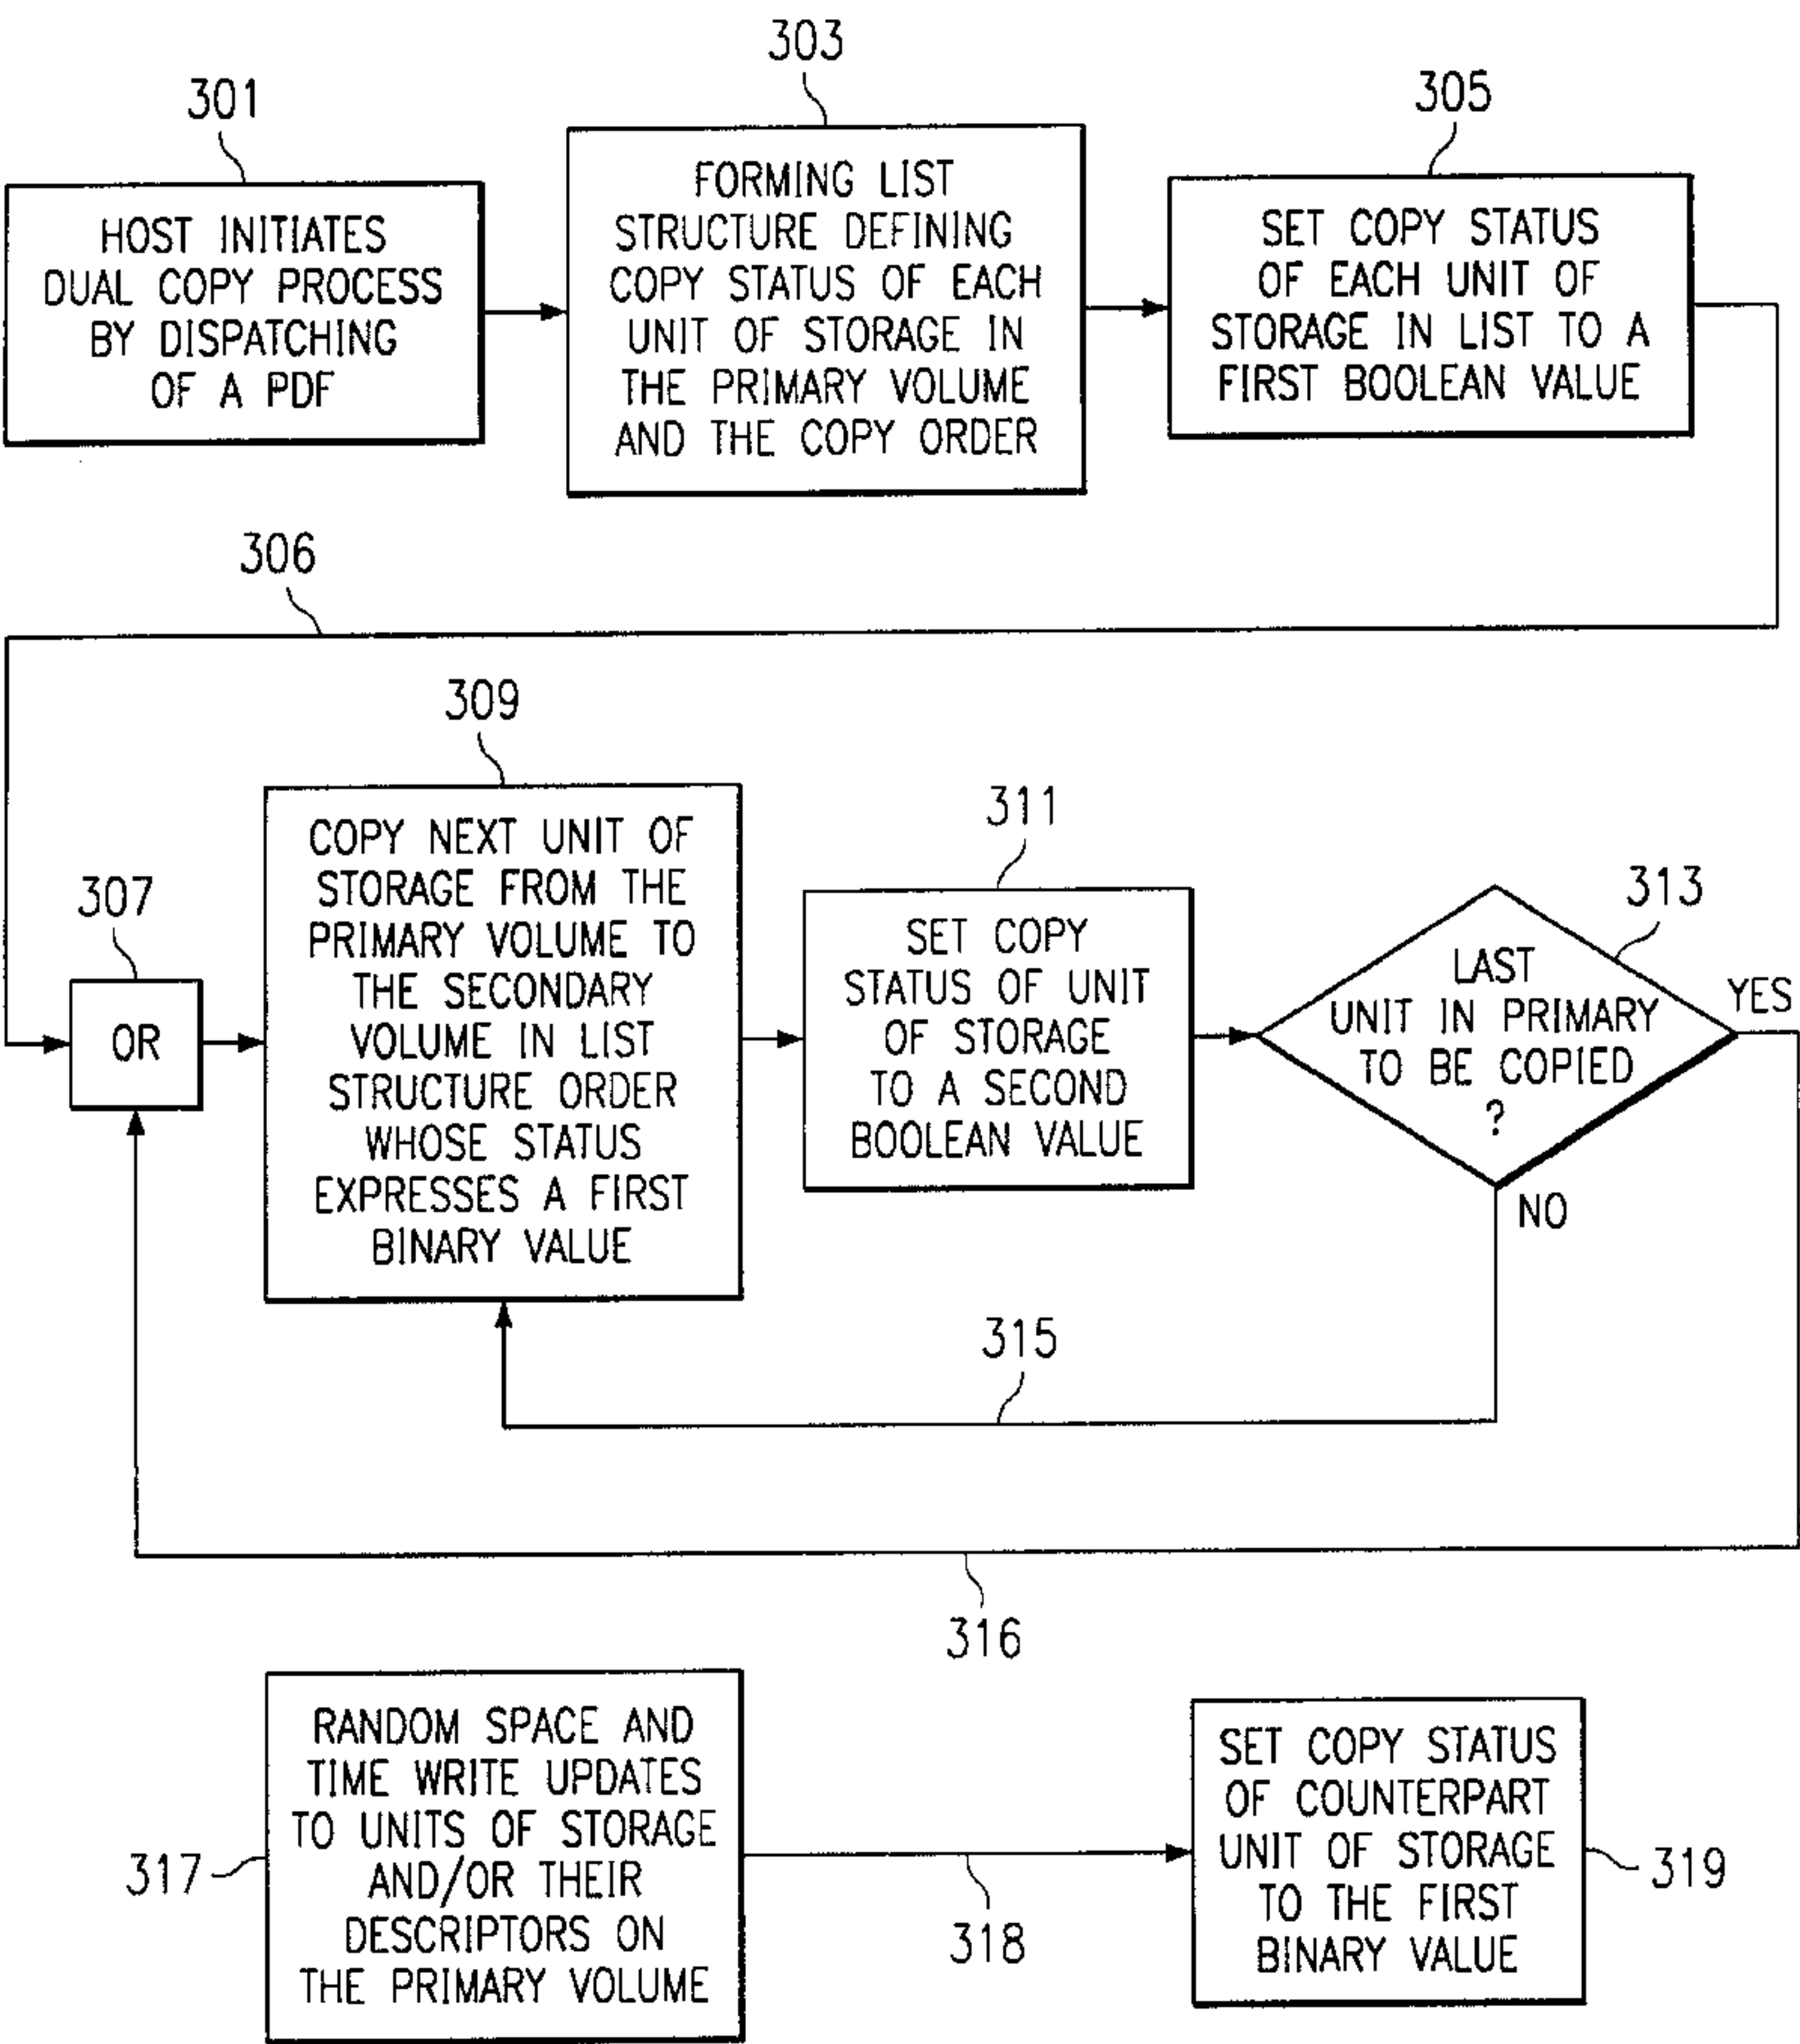 303
301
305
HOST INITIATES
DUAL COPY PROCESS
BY DISPATCHING
OF A PDF
FORMING LIST
STRUCTURE DEFINING
COPY STATUS OF EACH
UNIT OF STORAGE IN
THE PRIMARY VOLUME
AND THE COPY ORDER
SET COPY STATUS
OF EACH UNIT OF
STORAGE IN LIST TO A
FIRST BOOLEAN VALUE
306
309
307
OR
COPY NEXT UNIT OF
STORAGE FROM THE
PRIMARY VOLUME TO
THE SECONDARY
VOLUME IN LIST
STRUCTURE ORDER
WHOSE STATUS
EXPRESSES A FIRST
BINARY VALUE
311
SET COPY
STATUS OF UNIT
OF STORAGE
TO A SECOND
BOOLEAN VALUE
313
LAST
UNIT IN PRIMARY
TO BE COPIED
?
YES
NO
315
316
317
RANDOM SPACE AND
TIME WRITE UPDATES
TO UNITS OF STORAGE
AND/OR THEIR
DESCRIPTORS ON
THE PRIMARY VOLUME
318
SET COPY STATUS
OF COUNTERPART
UNIT OF STORAGE
TO THE FIRST
BINARY VALUE
319